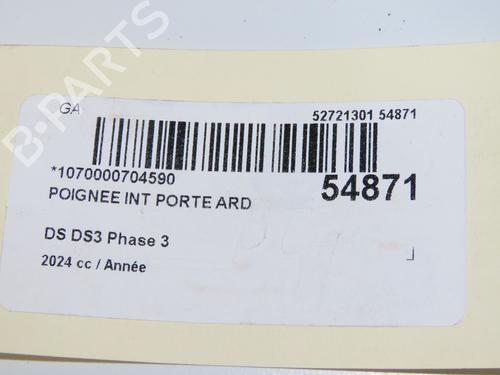 B-PARTS
GA
52721301 54871
*1070000704590
54871
POIGNEE INT PORTE ARD
DS DS3 Phase 3
2024 cc / Année